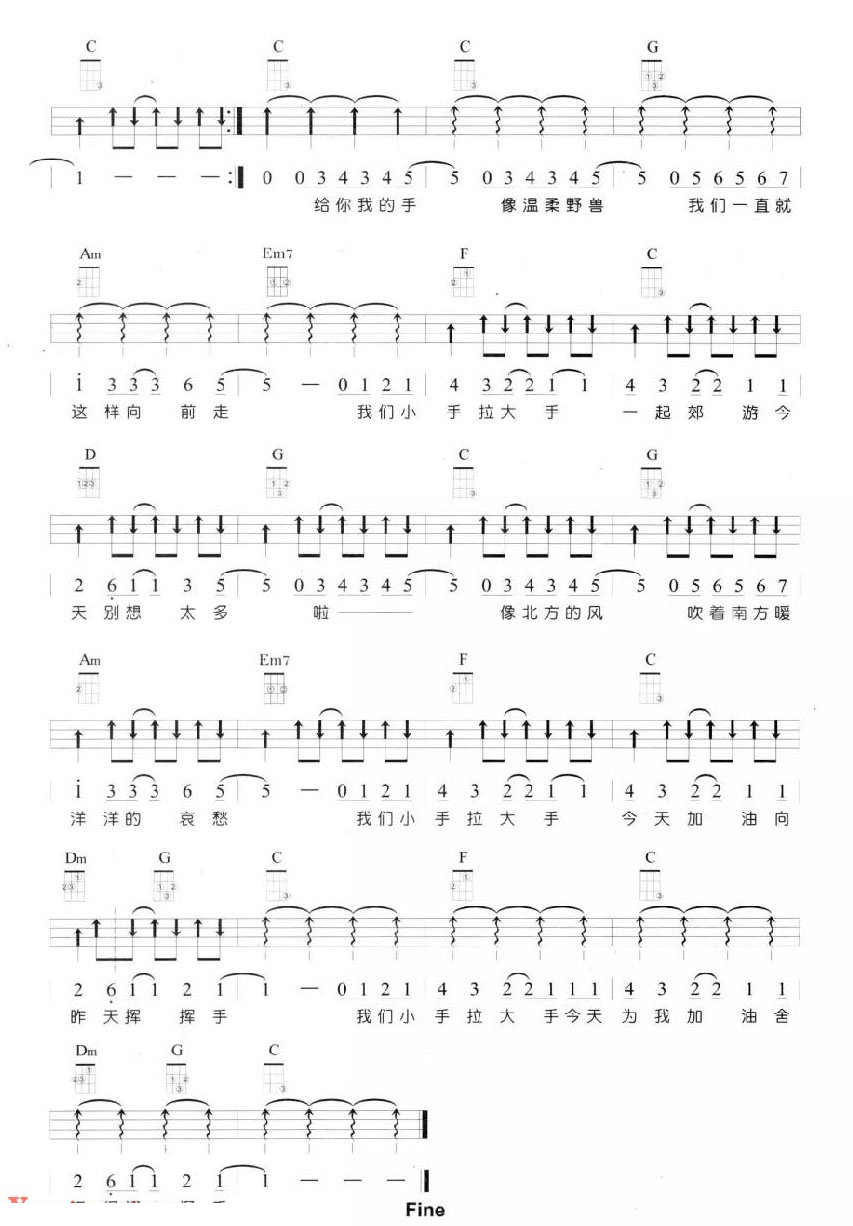 C C C G
1 — — — 0 0 3 4 3 4 5 5 0 3 4 3 4 5 5 0 5 6 5 6 7
给你我的手 像温柔野兽 我们一直就
Am Em7 F C
1 3 3 3 6 5 5 — 0 1 2 1 4 3 2 2 1 1 4 3 2 2 1 1
这样向 前走 我们小 手拉大 手 一起郊 游今
D G C G
2 6 1 1 3 5 5 0 3 4 3 4 5 5 0 3 4 3 4 5 5 0 5 6 5 6 7
天别想 太多 啦——— 像北方的风 吹着南方暖
Am Em7 F C
1 3 3 3 6 5 5 — 0 1 2 1 4 3 2 2 1 1 4 3 2 2 1 1
洋洋的 哀愁 我们小 手拉大 手 今天加 油向
Dm G C F C
2 6 1 1 2 1 1 — 0 1 2 1 4 3 2 2 1 1 1 4 3 2 2 1 1
昨天挥 挥手 我们小 手拉大 手今天 为我加 油舍
Dm G C
2 6 1 1 2 1 1 — — —
Fine